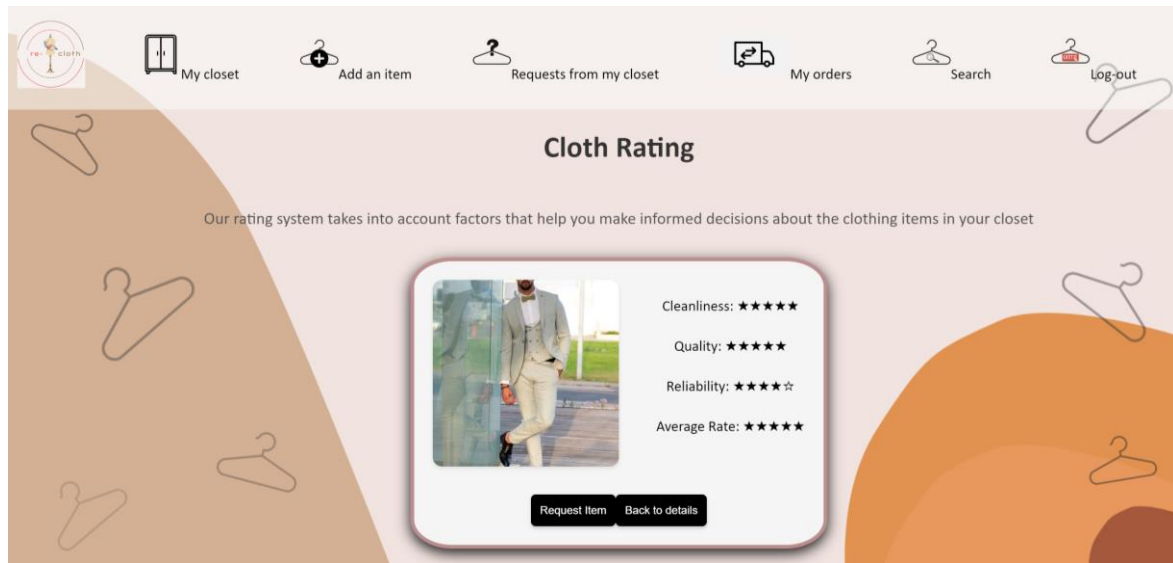 re- cloth
My closet
Add an item
Requests from my closet
My orders
Search
Log-out
Cloth Rating
Our rating system takes into account factors that help you make informed decisions about the clothing items in your closet
Cleanliness: ★★★★★
Quality: ★★★★★
Reliability: ★★★★☆
Average Rate: ★★★★★
Request Item
Back to details